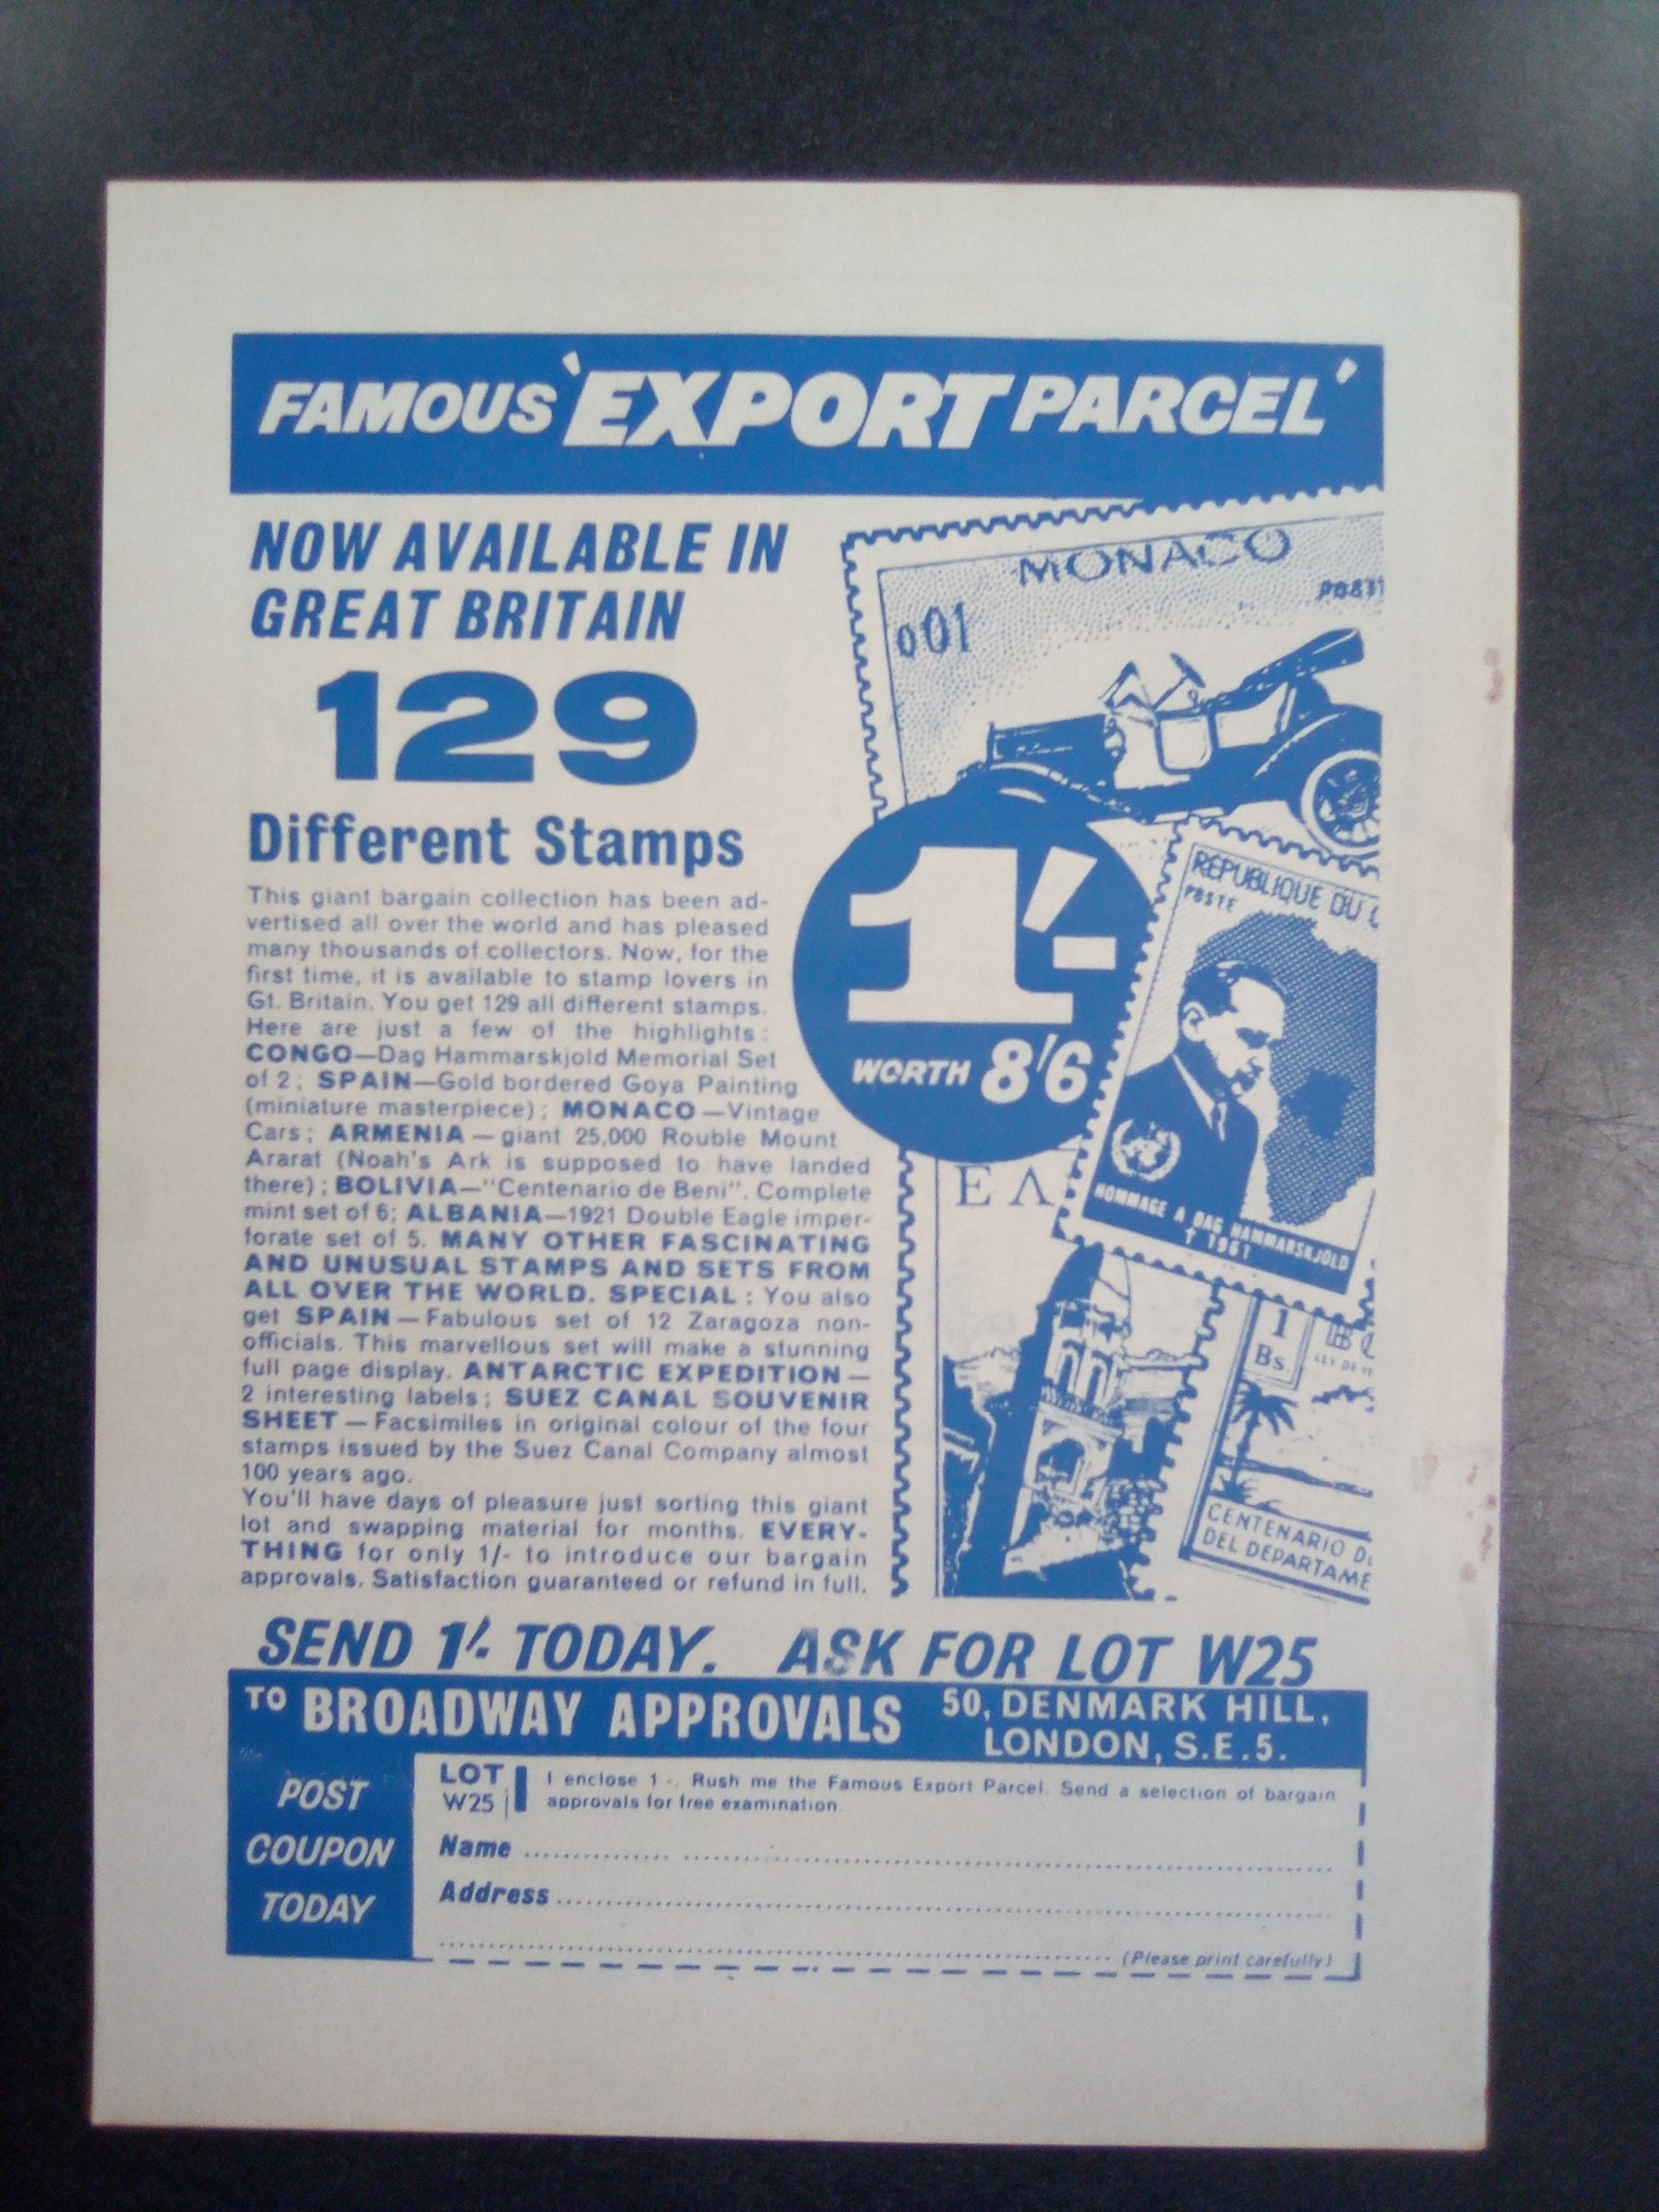 FAMOUS 'EXPORT PARCEL'
NOW AVAILABLE IN
GREAT BRITAIN
129
Different Stamps
This giant bargain collection has been ad-
vertised all over the world and has pleased
many thousands of collectors. Now, for the
first time, it is available to stamp lovers in
Gt. Britain. You get 129 all different stamps.
Here are just a few of the highlights:
CONGO—Dag Hammarskjold Memorial Set
of 2; SPAIN—Gold bordered Goya Painting
(miniature masterpiece); MONACO—Vintage
Cars; ARMENIA—giant 25,000 Rouble Mount
Ararat (Noah's Ark is supposed to have landed
there); BOLIVIA—"Centenario de Beni". Complete
mint set of 6; ALBANIA—1921 Double Eagle imper-
forate set of 5. MANY OTHER FASCINATING
AND UNUSUAL STAMPS AND SETS FROM
ALL OVER THE WORLD. SPECIAL: You also
get SPAIN—Fabulous set of 12 Zaragoza non-
officials. This marvellous set will make a stunning
full page display. ANTARCTIC EXPEDITION—
2 interesting labels; SUEZ CANAL SOUVENIR
SHEET—Facsimiles in original colour of the four
stamps issued by the Suez Canal Company almost
100 years ago.
You'll have days of pleasure just sorting this giant
lot and swapping material for months. EVERY-
THING for only 1/- to introduce our bargain
approvals. Satisfaction guaranteed or refund in full.
MONACO
001
1/-
WORTH 8/6
REPUBLIQUE DU
POSTE
HOMMAGE A DAG HAMMARSKJOLD
† 1961
ΕΛ
1
Bs.
CENTENARIO D
DEL DEPARTAME
SEND 1/- TODAY. ASK FOR LOT W25
TO BROADWAY APPROVALS
50, DENMARK HILL,
LONDON, S.E.5.
POST
COUPON
TODAY
LOT
W25
I enclose 1 -. Rush me the Famous Export Parcel. Send a selection of bargain
approvals for free examination.
Name
Address
(Please print carefully)